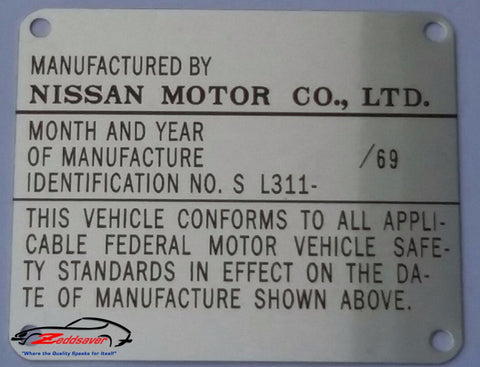 MANUFACTURED BY
NISSAN MOTOR CO., LTD.
MONTH AND YEAR
OF MANUFACTURE /69
IDENTIFICATION NO. S L311-
THIS VEHICLE CONFORMS TO ALL APPLI-
CABLE FEDERAL MOTOR VEHICLE SAFE-
TY STANDARDS IN EFFECT ON THE DA-
TE OF MANUFACTURE SHOWN ABOVE.
Zeddsaver
"Where the Quality Speaks for itself"